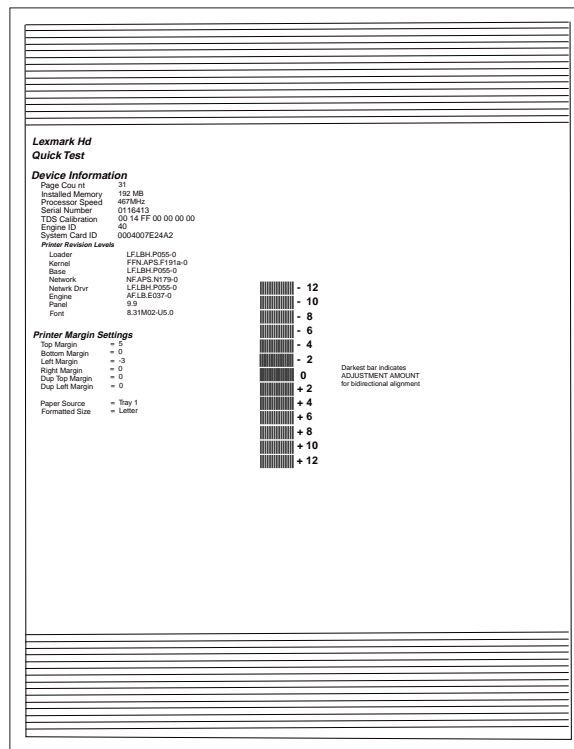 Lexmark Hd
Quick Test
Device Information
Page Cou nt 31
Installed Memory 192 MB
Processor Speed 467MHz
Serial Number 0116413
TDS Calibration 00 14 FF 00 00 00 00
Engine ID 40
System Card ID 0004007E24A2
Printer Revision Levels
Loader LF.LBH.P055-0
Kernel FFN.APS.F191a-0
Base LF.LBH.P055-0
Network NF.APS.N179-0
Netwrk Drvr LF.LBH.P055-0
Engine AF.LB.E037-0
Panel 9.9
Font 8.31M02-U5.0
Printer Margin Settings
Top Margin = 5
Bottom Margin = 0
Left Margin = -3
Right Margin = 0
Dup Top Margin = 0
Dup Left Margin = 0
Paper Source = Tray 1
Formatted Size = Letter
- 12
- 10
- 8
- 6
- 4
- 2
0
+ 2
+ 4
+ 6
+ 8
+ 10
+ 12
Darkest bar indicates
ADJUSTMENT AMOUNT
for bidirectional alignment